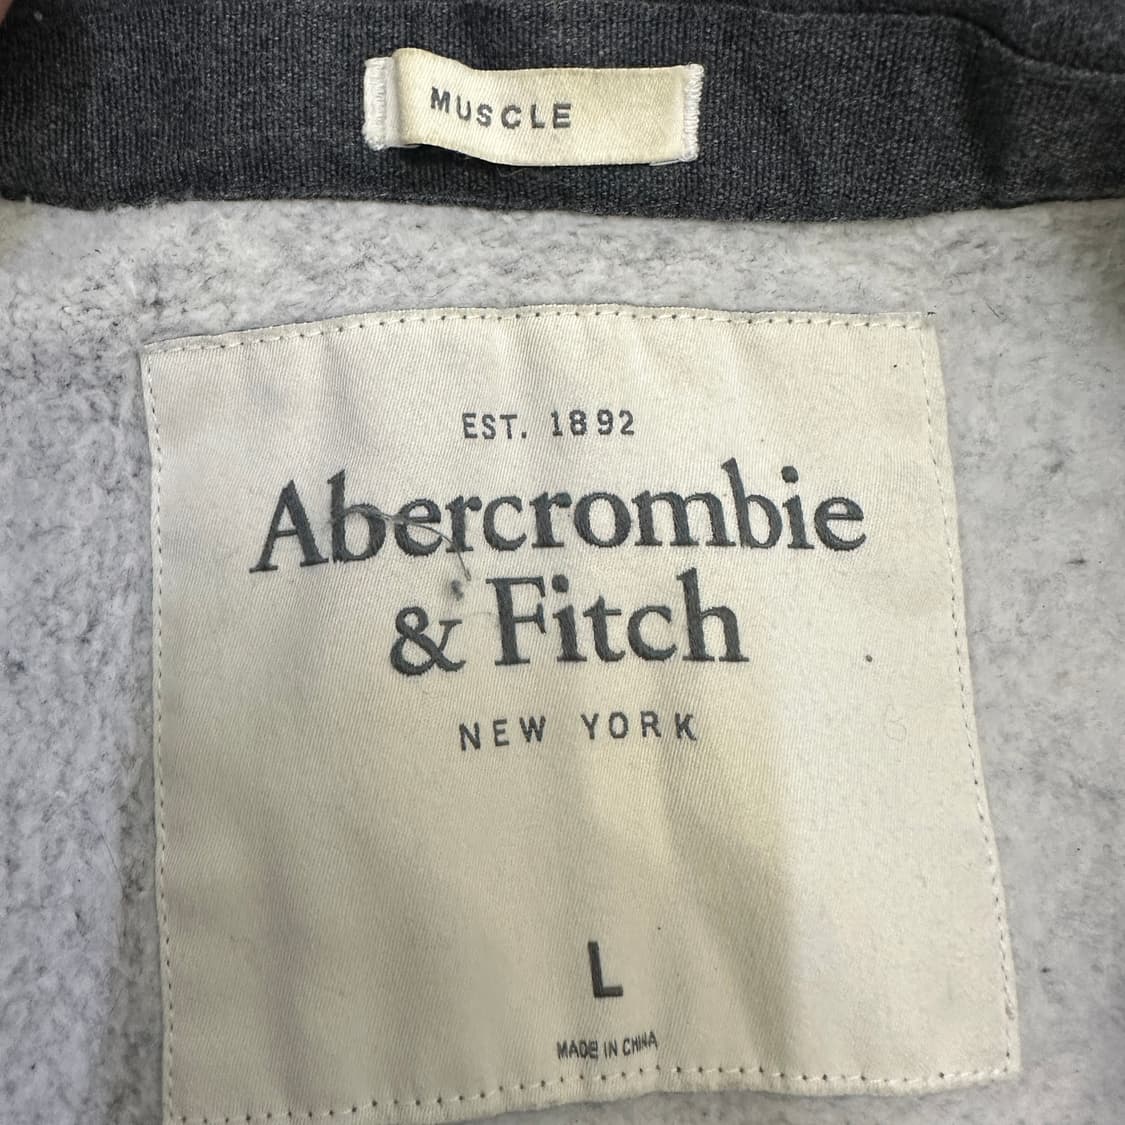 MUSCLE
EST. 1892
Abercrombie
& Fitch
NEW YORK
L
MADE IN CHINA